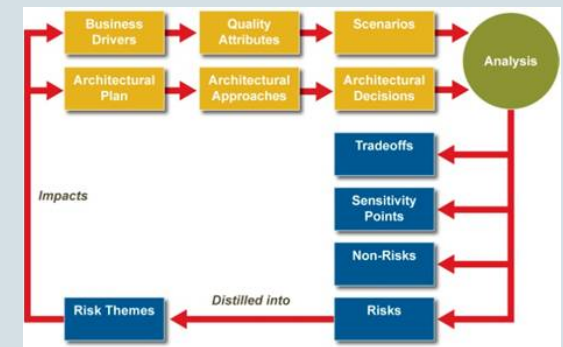 Business
Drivers
Quality
Attributes
Scenarios
Analysis
Architectural
Plan
Architectural
Approaches
Architectural
Decisions
Tradeoffs
Impacts
Sensitivity
Points
Non-Risks
Distilled into
Risk Themes
Risks